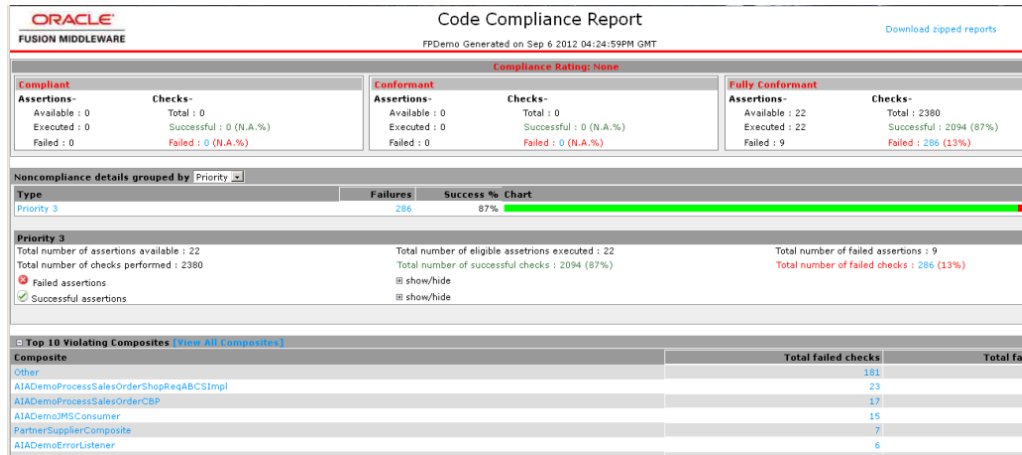 ORACLE
FUSION MIDDLEWARE
Code Compliance Report
FPDemo Generated on Sep 6 2012 04:24:59PM GMT
Download zipped reports
Compliance Rating: None
Compliant
Assertions- Checks-
Available : 0 Total : 0
Executed : 0 Successful : 0 (N.A.%)
Failed : 0 Failed : 0 (N.A.%)
Conformant
Assertions- Checks-
Available : 0 Total : 0
Executed : 0 Successful : 0 (N.A.%)
Failed : 0 Failed : 0 (N.A.%)
Fully Conformant
Assertions- Checks-
Available : 22 Total : 2380
Executed : 22 Successful : 2094 (87%)
Failed : 9 Failed : 286 (13%)
Noncompliance details grouped by Priority
Type Failures Success % Chart
Priority 3 286 87%
Priority 3
Total number of assertions available : 22 Total number of eligible assetrions executed : 22 Total number of failed assertions : 9
Total number of checks performed : 2380 Total number of successful checks : 2094 (87%) Total number of failed checks : 286 (13%)
Failed assertions show/hide
Successful assertions show/hide
Top 10 Violating Composites [View All Composites]
Composite Total failed checks Total fa
Other 181
AIADemoProcessSalesOrderShopReqABCSImpl 23
AIADemoProcessSalesOrderCBP 17
AIADemoJMSConsumer 15
PartnerSupplierComposite 7
AIADemoErrorListener 6